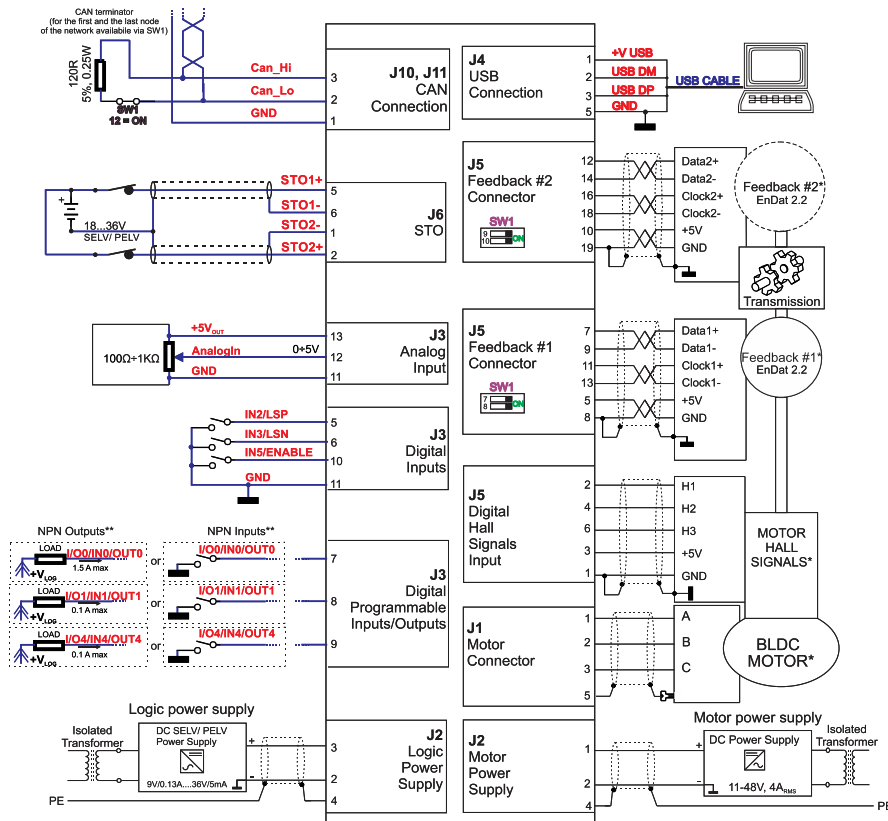 CAN terminator
(for the first and the last node
of the network availabile via SW1)
120R
5%, 0.25W
Can_Hi
Can_Lo
GND
SW1
12 = ON
3
2
1
J10, J11
CAN
Connection
J4
USB
Connection
1
2
3
5
+V USB
USB DM
USB DP
GND
USB CABLE
STO1+
STO1-
STO2-
STO2+
+
18...36V
SELV/ PELV
5
6
1
2
J6
STO
J5
Feedback #2
Connector
SW1
9
10
ON
12
14
16
18
10
19
Data2+
Data2-
Clock2+
Clock2-
+5V
GND
Feedback #2*
EnDat 2.2
Transmission
100Ω÷1KΩ
+5VOUT
AnalogIn
0÷5V
GND
13
12
11
J3
Analog
Input
J5
Feedback #1
Connector
SW1
7
8
ON
7
9
11
13
5
8
Data1+
Data1-
Clock1+
Clock1-
+5V
GND
Feedback #1*
EnDat 2.2
IN2/LSP
IN3/LSN
IN5/ENABLE
GND
5
6
10
11
J3
Digital
Inputs
J5
Digital
Hall
Signals
Input
2
4
6
3
1
H1
H2
H3
+5V
GND
MOTOR
HALL
SIGNALS*
NPN Outputs**
NPN Inputs**
LOAD
I/O0/IN0/OUT0
1.5 A max
+VLOG
or
I/O0/IN0/OUT0
7
LOAD
I/O1/IN1/OUT1
0.1 A max
+VLOG
or
I/O1/IN1/OUT1
8
LOAD
I/O4/IN4/OUT4
0.1 A max
+VLOG
or
I/O4/IN4/OUT4
9
J3
Digital
Programmable
Inputs/Outputs
J1
Motor
Connector
1
2
3
5
A
B
C
BLDC
MOTOR*
Logic power supply
Isolated
Transformer
DC SELV/ PELV
Power Supply
9V/0.13A....36V/5mA
+
-
PE
3
2
4
J2
Logic
Power
Supply
J2
Motor
Power
Supply
1
2
4
Motor power supply
+
-
DC Power Supply
11-48V, 4ARMS
Isolated
Transformer
PE